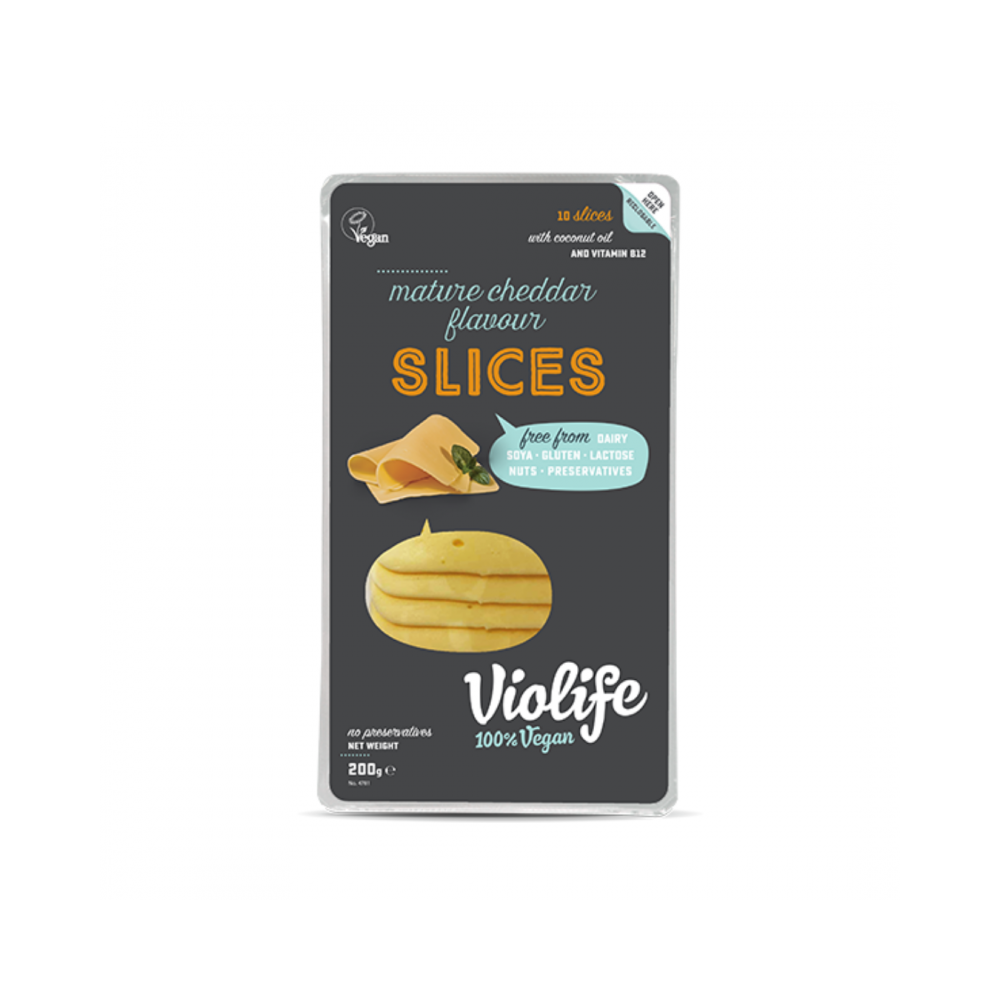 Vegan
10 slices
with coconut oil
AND VITAMIN B12
OPEN
HERE
RECLOSABLE
mature cheddar
flavour
SLICES
free from DAIRY
SOYA · GLUTEN · LACTOSE
NUTS · PRESERVATIVES
Violife
100% Vegan
no preservatives
NET WEIGHT
200g ℮